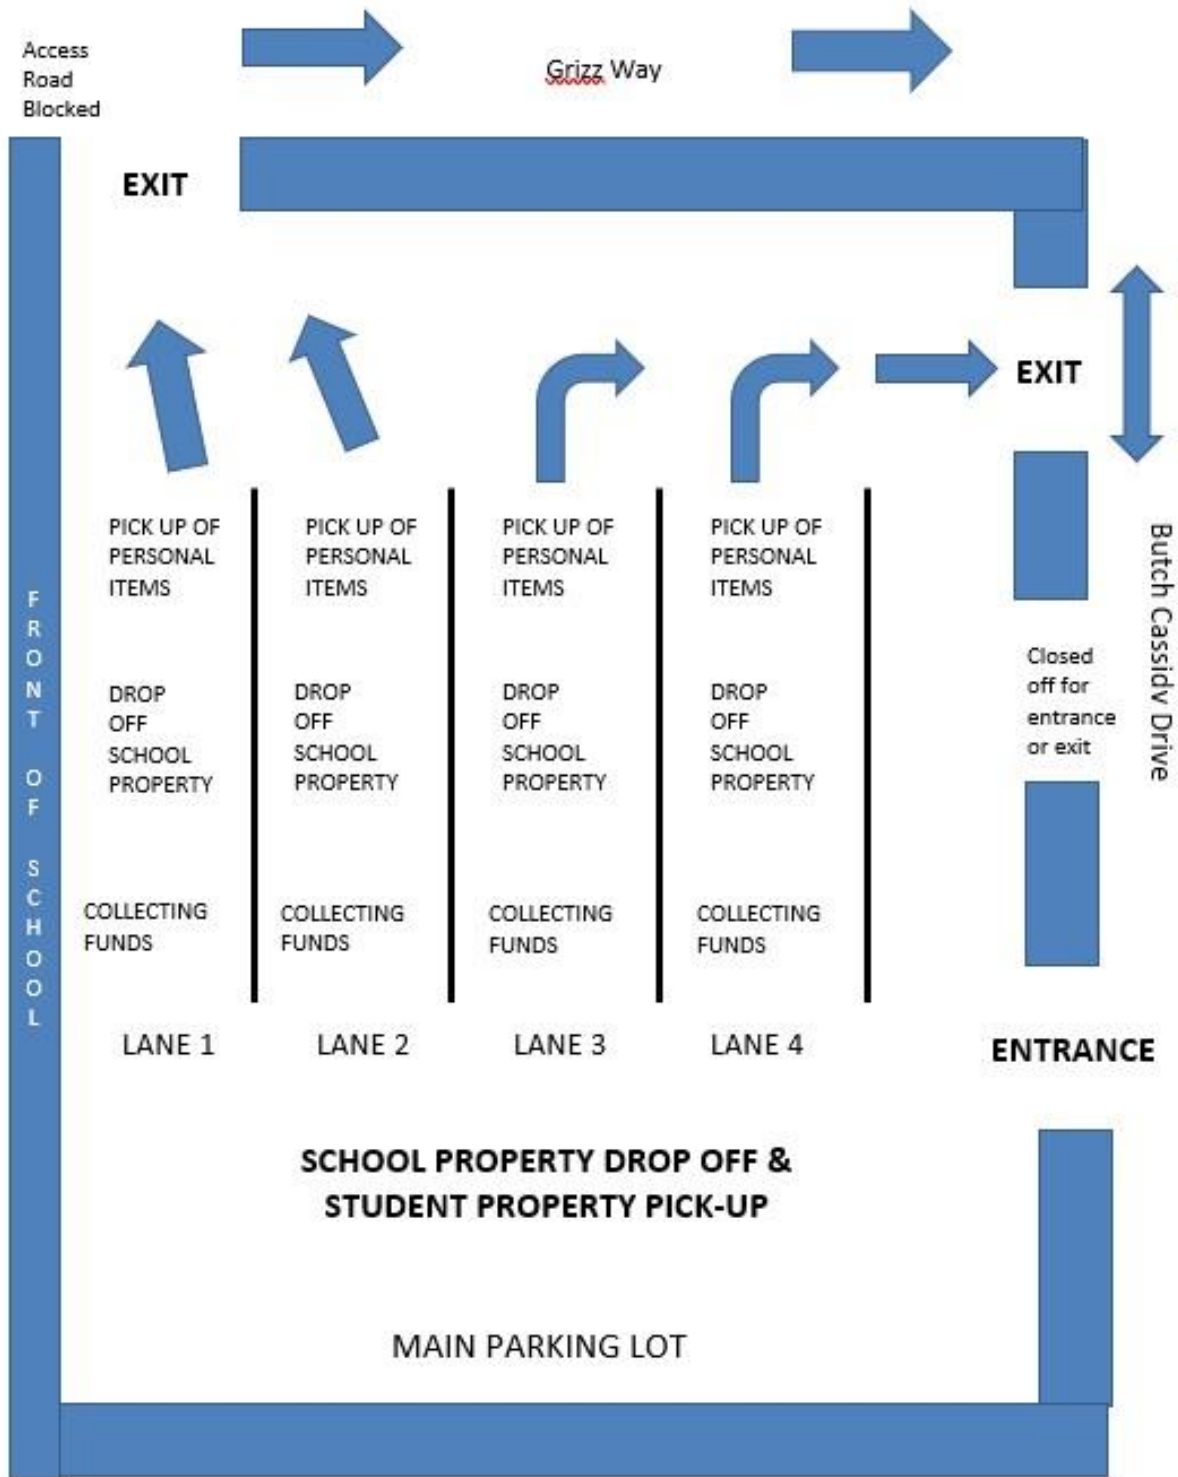 Access
Road
Blocked
Grizz Way
EXIT
EXIT
PICK UP OF
PERSONAL
ITEMS
PICK UP OF
PERSONAL
ITEMS
PICK UP OF
PERSONAL
ITEMS
PICK UP OF
PERSONAL
ITEMS
Butch Cassidy Drive
FRONT OF SCHOOL
Closed
off for
entrance
or exit
DROP
OFF
SCHOOL
PROPERTY
DROP
OFF
SCHOOL
PROPERTY
DROP
OFF
SCHOOL
PROPERTY
DROP
OFF
SCHOOL
PROPERTY
COLLECTING
FUNDS
COLLECTING
FUNDS
COLLECTING
FUNDS
COLLECTING
FUNDS
LANE 1
LANE 2
LANE 3
LANE 4
ENTRANCE
SCHOOL PROPERTY DROP OFF &
STUDENT PROPERTY PICK-UP
MAIN PARKING LOT